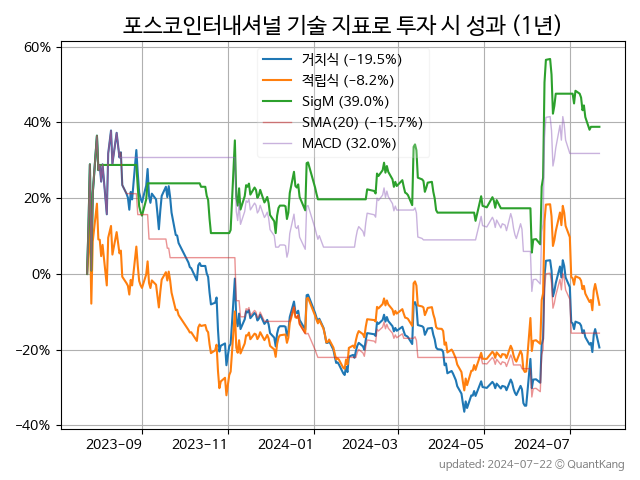 포스코인터내셔널 기술 지표로 투자 시 성과 (1년)
거치식 (−19.5%)
적립식 (−8.2%)
SigM (39.0%)
SMA(20) (−15.7%)
MACD (32.0%)
60%
40%
20%
0%
−20%
−40%
2023-09 2023-11 2024-01 2024-03 2024-05 2024-07
updated: 2024-07-22 © QuantKang